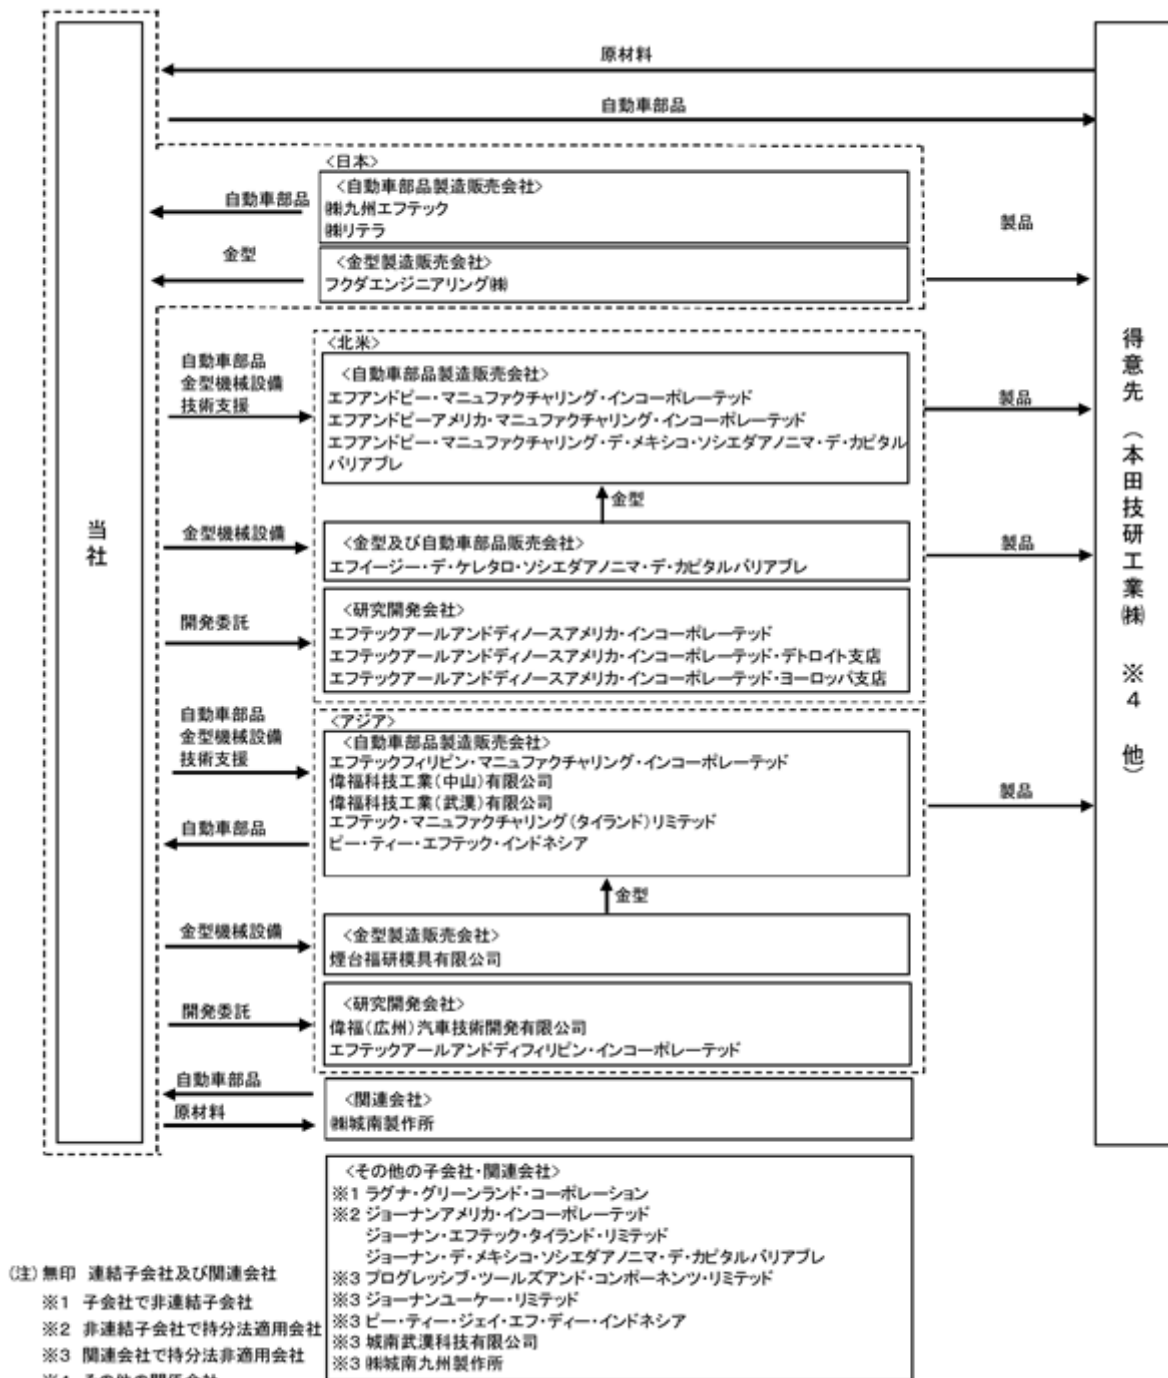 原材料
自動車部品
当社
得意先（本田技研工業㈱ ※4 他）
〈日本〉
〈自動車部品製造販売会社〉
㈱九州エフテック
㈱リテラ
自動車部品
〈金型製造販売会社〉
フクダエンジニアリング㈱
金型
製品
〈北米〉
自動車部品
金型機械設備
技術支援
〈自動車部品製造販売会社〉
エフアンドピー・マニュファクチャリング・インコーポレーテッド
エフアンドピーアメリカ・マニュファクチャリング・インコーポレーテッド
エフアンドピー・マニュファクチャリング・デ・メキシコ・ソシエダアノニマ・デ・カピタル
バリアブレ
製品
金型
金型機械設備
〈金型及び自動車部品販売会社〉
エフイージー・デ・ケレタロ・ソシエダアノニマ・デ・カピタルバリアブレ
製品
開発委託
〈研究開発会社〉
エフテックアールアンドディノースアメリカ・インコーポレーテッド
エフテックアールアンドディノースアメリカ・インコーポレーテッド・デトロイト支店
エフテックアールアンドディノースアメリカ・インコーポレーテッド・ヨーロッパ支店
〈アジア〉
自動車部品
金型機械設備
技術支援
自動車部品
〈自動車部品製造販売会社〉
エフテックフィリピン・マニュファクチャリング・インコーポレーテッド
偉福科技工業（中山）有限公司
偉福科技工業（武漢）有限公司
エフテック・マニュファクチャリング（タイランド）リミテッド
ピー・ティー・エフテック・インドネシア
製品
金型
金型機械設備
〈金型製造販売会社〉
煙台福研模具有限公司
開発委託
〈研究開発会社〉
偉福（広州）汽車技術開発有限公司
エフテックアールアンドディフィリピン・インコーポレーテッド
自動車部品
原材料
〈関連会社〉
㈱城南製作所
〈その他の子会社・関連会社〉
※1 ラグナ・グリーンランド・コーポレーション
※2 ジョーナンアメリカ・インコーポレーテッド
ジョーナン・エフテック・タイランド・リミテッド
ジョーナン・デ・メキシコ・ソシエダアノニマ・デ・カピタルバリアブレ
※3 プログレッシブ・ツールズアンド・コンポーネンツ・リミテッド
※3 ジョーナンユーケー・リミテッド
※3 ピー・ティー・ジェイ・エフ・ディー・インドネシア
※3 城南武漢科技有限公司
※3 ㈱城南九州製作所
（注）無印 連結子会社及び関連会社
※1 子会社で非連結子会社
※2 非連結子会社で持分法適用会社
※3 関連会社で持分法非適用会社